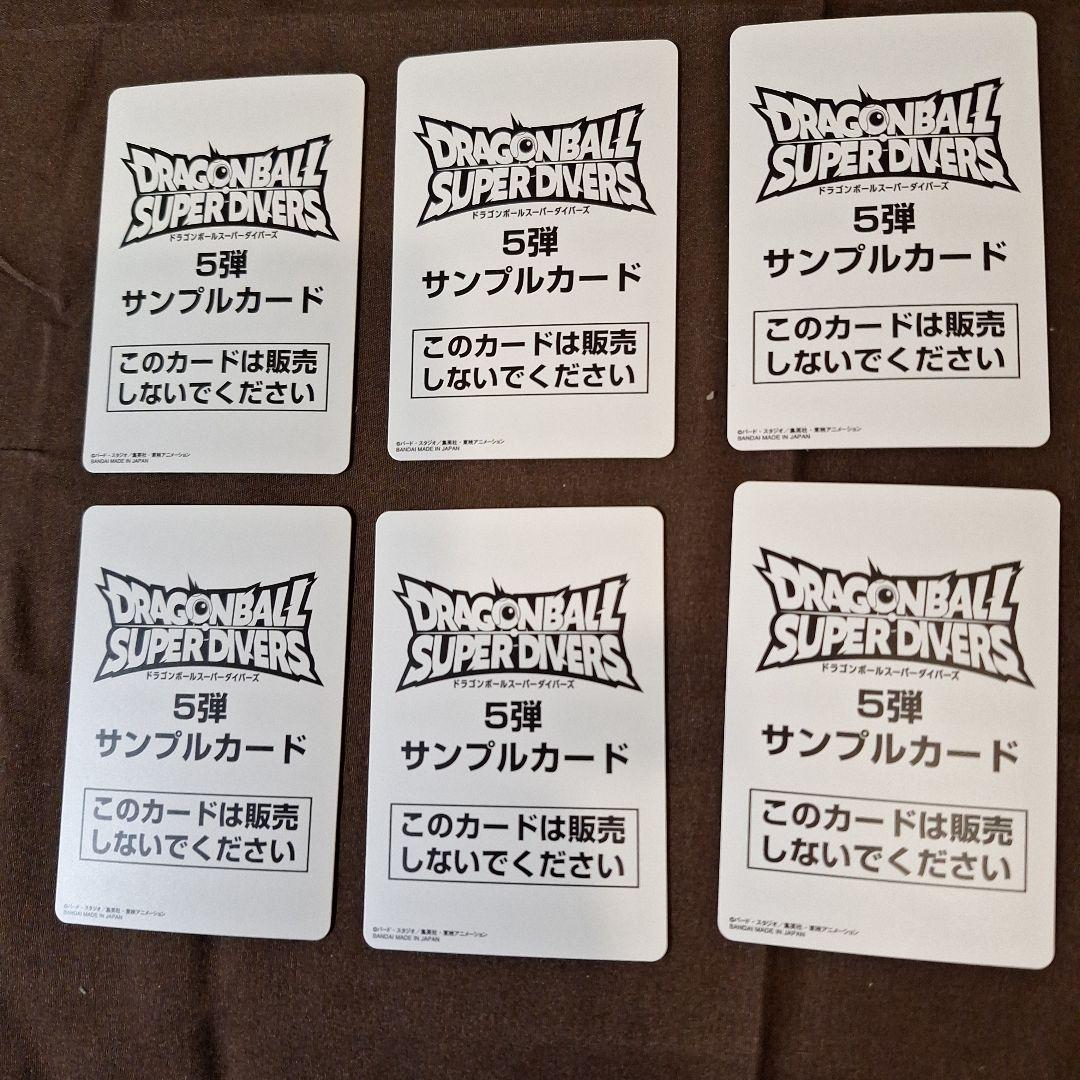 DRAGONBALL
SUPER DIVERS
ドラゴンボールスーパーダイバーズ
5弾
サンプルカード
このカードは販売
しないでください
©バード・スタジオ／集英社・東映アニメーション
BANDAI MADE IN JAPAN
DRAGONBALL
SUPER DIVERS
ドラゴンボールスーパーダイバーズ
5弾
サンプルカード
このカードは販売
しないでください
©バード・スタジオ／集英社・東映アニメーション
BANDAI MADE IN JAPAN
DRAGONBALL
SUPER DIVERS
ドラゴンボールスーパーダイバーズ
5弾
サンプルカード
このカードは販売
しないでください
©バード・スタジオ／集英社・東映アニメーション
BANDAI MADE IN JAPAN
DRAGONBALL
SUPER DIVERS
ドラゴンボールスーパーダイバーズ
5弾
サンプルカード
このカードは販売
しないでください
©バード・スタジオ／集英社・東映アニメーション
BANDAI MADE IN JAPAN
DRAGONBALL
SUPER DIVERS
ドラゴンボールスーパーダイバーズ
5弾
サンプルカード
このカードは販売
しないでください
©バード・スタジオ／集英社・東映アニメーション
BANDAI MADE IN JAPAN
DRAGONBALL
SUPER DIVERS
ドラゴンボールスーパーダイバーズ
5弾
サンプルカード
このカードは販売
しないでください
©バード・スタジオ／集英社・東映アニメーション
BANDAI MADE IN JAPAN